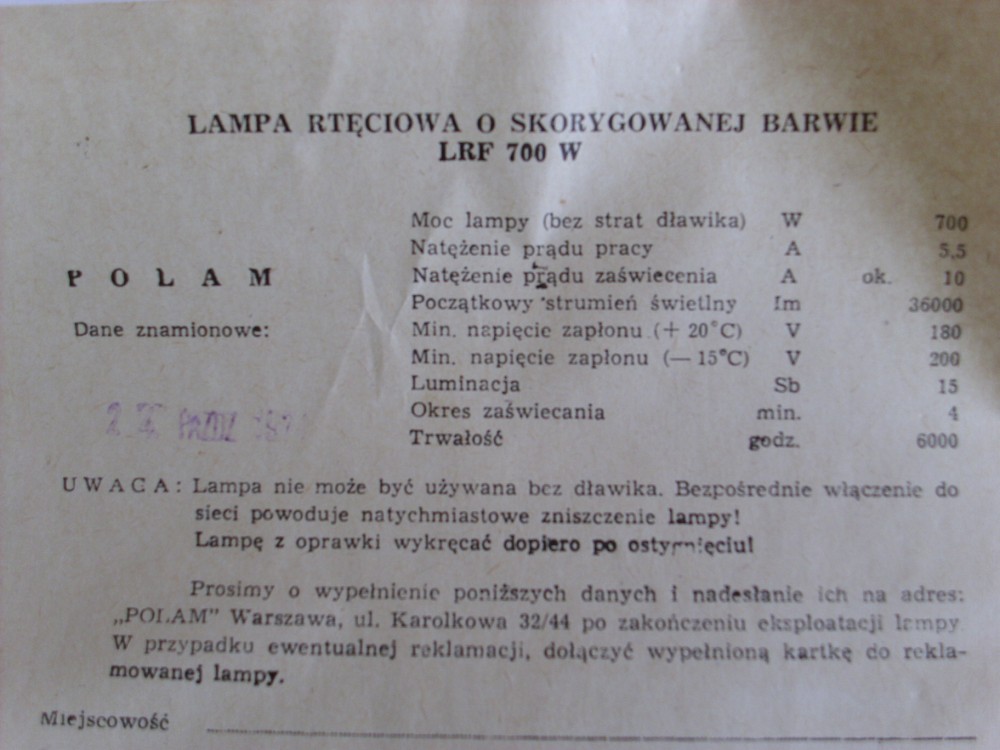 LAMPA RTĘCIOWA O SKORYGOWANEJ BARWIE
LRF 700 W
POLAM
Dane znamionowe:
Moc lampy (bez strat dławika) W 700
Natężenie prądu pracy A 5,5
Natężenie prądu zaświecenia A ok. 10
Początkowy strumień świetlny lm 36000
Min. napięcie zapłonu (+ 20°C) V 180
Min. napięcie zapłonu (— 15°C) V 200
Luminacja Sb 15
Okres zaświecania min. 4
Trwałość godz. 6000
UWAGA: Lampa nie może być używana bez dławika. Bezpośrednie włączenie do
sieci powoduje natychmiastowe zniszczenie lampy!
Lampę z oprawki wykręcać dopiero po ostygnięciu!
Prosimy o wypełnienie poniższych danych i nadesłanie ich na adres:
„POLAM” Warszawa, ul. Karolkowa 32/44 po zakończeniu eksploatacji lampy.
W przypadku ewentualnej reklamacji, dołączyć wypełnioną kartkę do rekla-
mowanej lampy.
Miejscowość